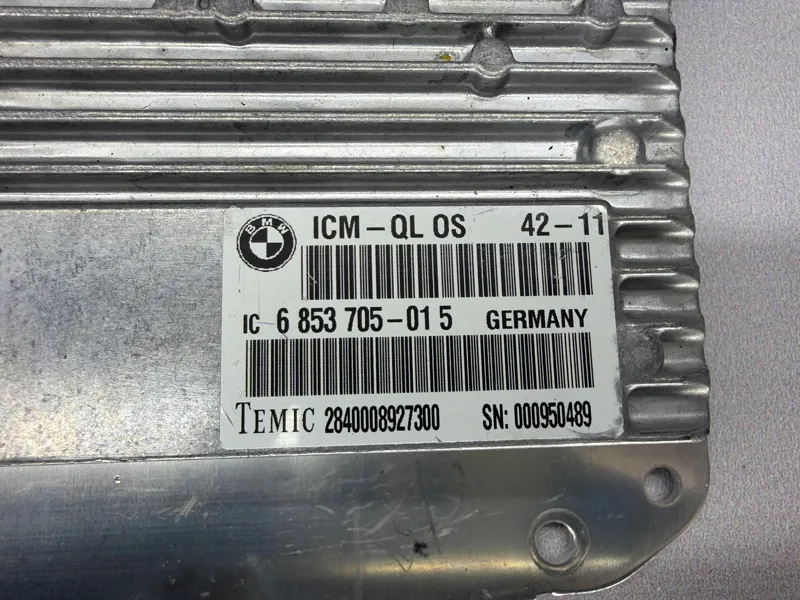 BMW
ICM-QL OS 42-11
IC 6 853 705-01 5 GERMANY
TEMIC 2840008927300 SN: 000950489